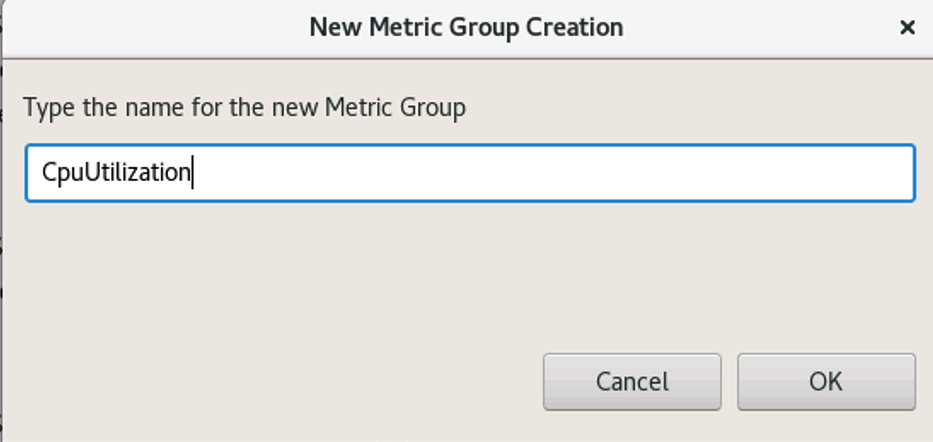 New Metric Group Creation
Type the name for the new Metric Group
CpuUtilization
Cancel OK